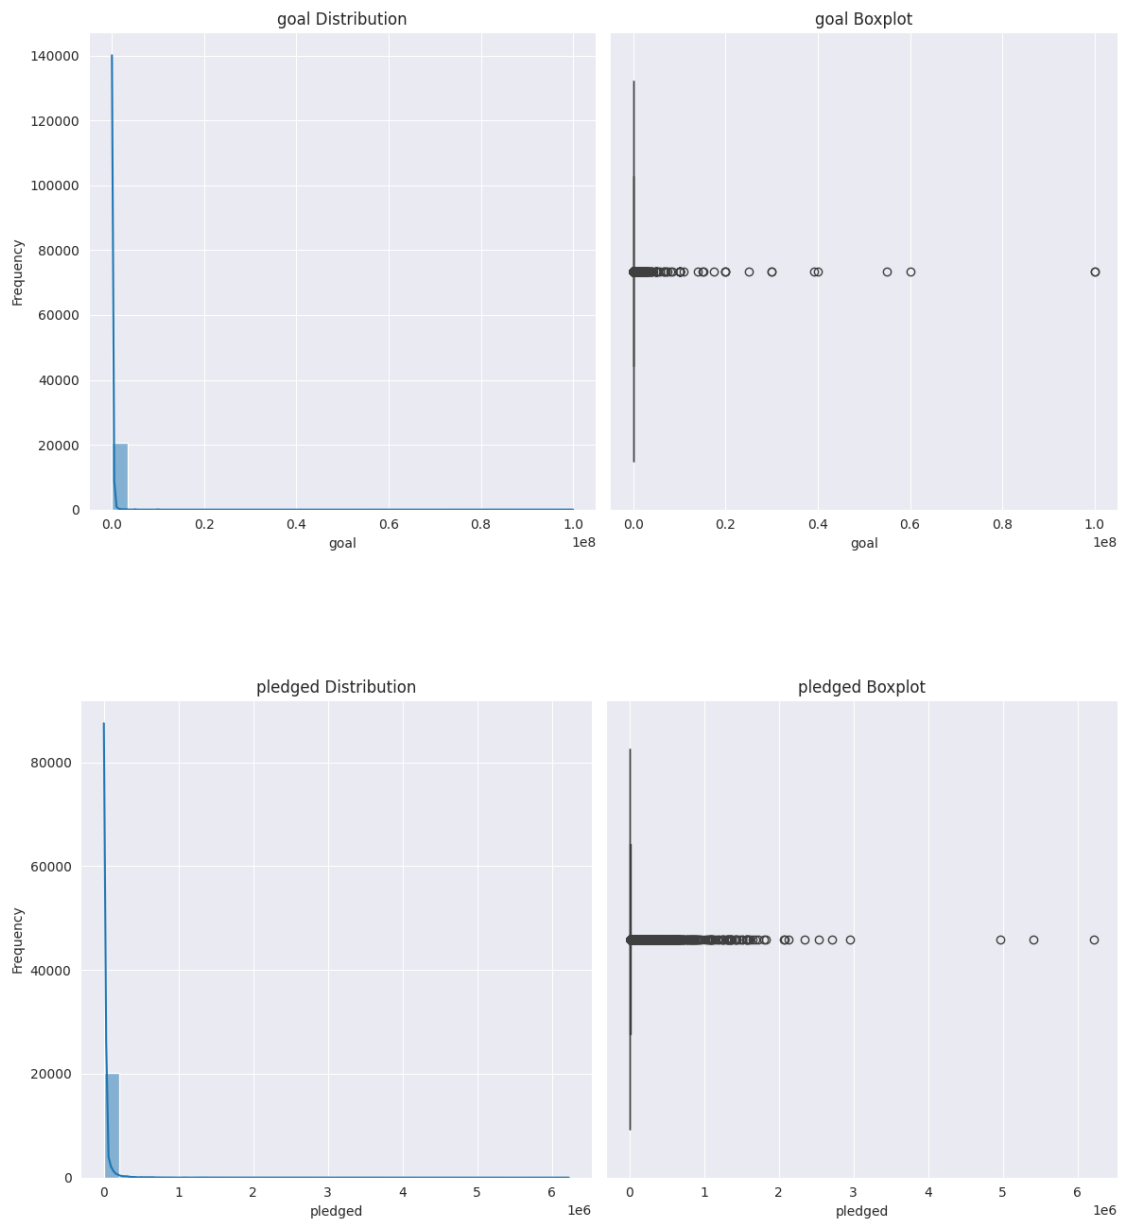 goal Distribution
goal Boxplot
140000
120000
100000
80000
60000
40000
20000
0
Frequency
0.0 0.2 0.4 0.6 0.8 1.0
1e8
goal
0.0 0.2 0.4 0.6 0.8 1.0
1e8
goal
pledged Distribution
pledged Boxplot
80000
60000
40000
20000
0
Frequency
0 1 2 3 4 5 6
1e6
pledged
0 1 2 3 4 5 6
1e6
pledged